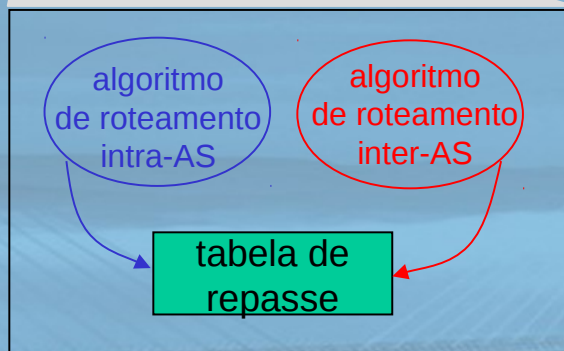 algoritmo
de roteamento
intra-AS
algoritmo
de roteamento
inter-AS
tabela de
repasse